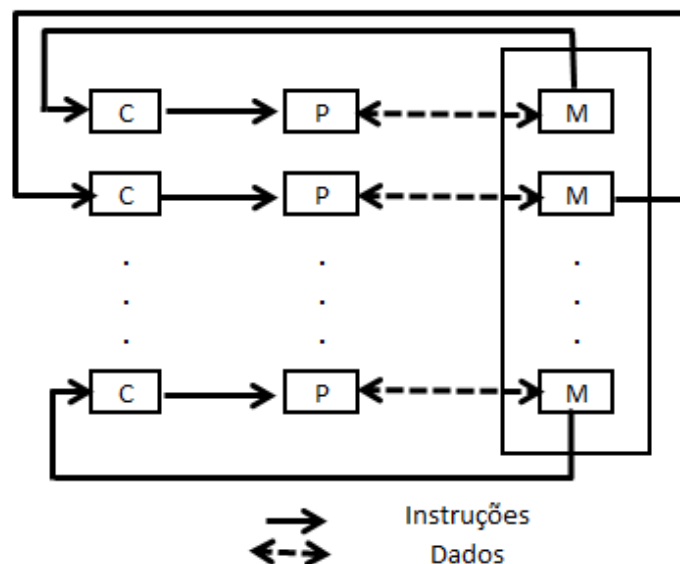 C P M
C P M
. . .
. . .
. . .
C P M
Instruções
Dados